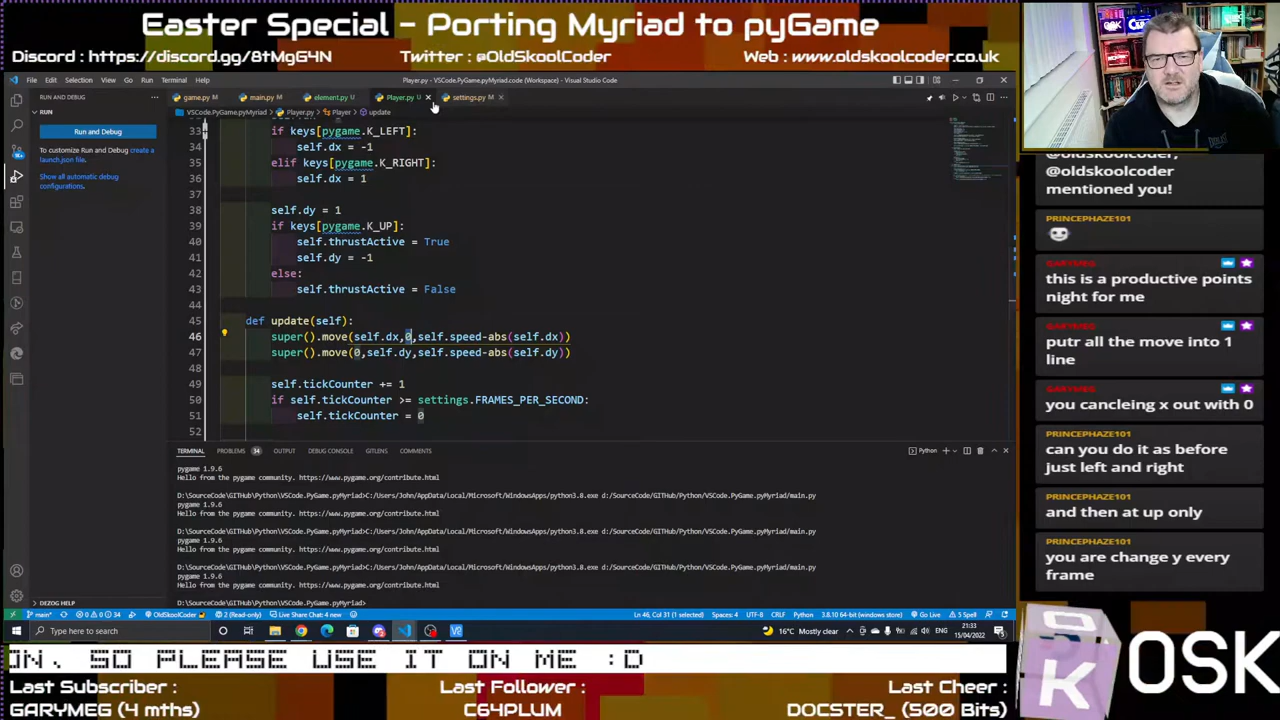 Easter Special - Porting Myriad to pyGame
Discord : https://discord.gg/8tMgG4N
Twitter : @OldSkoolCoder
Web : www.oldskoolcoder.co.uk
File Edit Selection View Go Run Terminal Help
Player.py - VSCode.PyGame.pyMyriad.code (Workspace) - Visual Studio Code
RUN AND DEBUG
game.py M
main.py M
element.py U
Player.py U
settings.py M
RUN
VSCode.PyGame.pyMyriad > Player.py > Player > update
Run and Debug
To customize Run and Debug create a
launch.json file.
Show all automatic debug
configurations.
33 if keys[pygame.K_LEFT]:
34 self.dx = -1
35 elif keys[pygame.K_RIGHT]:
36 self.dx = 1
37
38 self.dy = 1
39 if keys[pygame.K_UP]:
40 self.thrustActive = True
41 self.dy = -1
42 else:
43 self.thrustActive = False
44
45 def update(self):
46 super().move(self.dx,0,self.speed-abs(self.dx))
47 super().move(0,self.dy,self.speed-abs(self.dy))
48
49 self.tickCounter += 1
50 if self.tickCounter >= settings.FRAMES_PER_SECOND:
51 self.tickCounter = 0
52
TERMINAL PROBLEMS 34 OUTPUT DEBUG CONSOLE GITLENS COMMENTS
Python
pygame 1.9.6
Hello from the pygame community. https://www.pygame.org/contribute.html
D:\SourceCode\GITHub\Python\VSCode.PyGame.pyMyriad>C:/Users/John/AppData/Local/Microsoft/WindowsApps/python3.8.exe d:/SourceCode/GITHub/Python/VSCode.PyGame.pyMyriad/main.py
pygame 1.9.6
Hello from the pygame community. https://www.pygame.org/contribute.html
D:\SourceCode\GITHub\Python\VSCode.PyGame.pyMyriad>C:/Users/John/AppData/Local/Microsoft/WindowsApps/python3.8.exe d:/SourceCode/GITHub/Python/VSCode.PyGame.pyMyriad/main.py
pygame 1.9.6
Hello from the pygame community. https://www.pygame.org/contribute.html
D:\SourceCode\GITHub\Python\VSCode.PyGame.pyMyriad>C:/Users/John/AppData/Local/Microsoft/WindowsApps/python3.8.exe d:/SourceCode/GITHub/Python/VSCode.PyGame.pyMyriad/main.py
pygame 1.9.6
Hello from the pygame community. https://www.pygame.org/contribute.html
D:\SourceCode\GITHub\Python\VSCode.PyGame.pyMyriad>
DEZOG HELP
main* 0 0 34 OldSkoolCoder 2 (Read-only) Live Share Chat: 4 new
Ln 46, Col 31 (1 selected) Spaces: 4 UTF-8 CRLF Python 3.8.10 (windows store) Go Live 5 Spell
Type here to search
16°C Mostly clear
ENG
21:33
15/04/2022
@oldskoolcoder,
@oldskoolcoder
mentioned you!
PRINCEPHAZE101
GARYMEG
this is a productive points
night for me
GARYMEG
putr all the move into 1
line
GARYMEG
you cancleing x out with 0
PRINCEPHAZE101
can you do it as before
just left and right
PRINCEPHAZE101
and then at up only
PRINCEPHAZE101
you are change y every
frame
ON, SO PLEASE USE IT ON ME :D
OSK
Last Subscriber :
GARYMEG (4 mths)
Last Follower :
C64PLUM
Last Cheer :
DOCSTER_ (500 Bits)